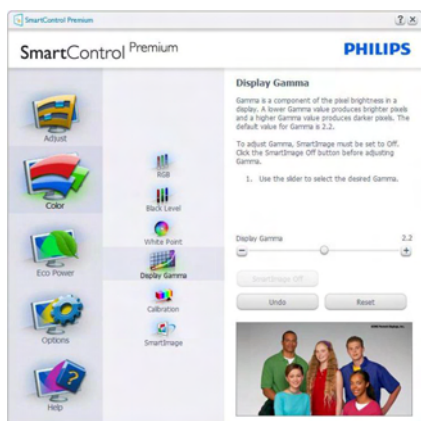 SmartControl Premium
SmartControl Premium
PHILIPS
Adjust
Color
Eco Power
Options
Help
RGB
Black Level
White Point
Display Gamma
Calibration
SmartImage
Display Gamma
Gamma is a component of the pixel brightness in a
display. A lower Gamma value produces brighter pixels
and a higher Gamma value produces darker pixels. The
default value for Gamma is 2.2.
To adjust Gamma, SmartImage must be set to Off.
Click the SmartImage Off button before adjusting
Gamma.
1. Use the slider to select the desired Gamma.
Display Gamma 2.2
SmartImage Off
Undo Reset